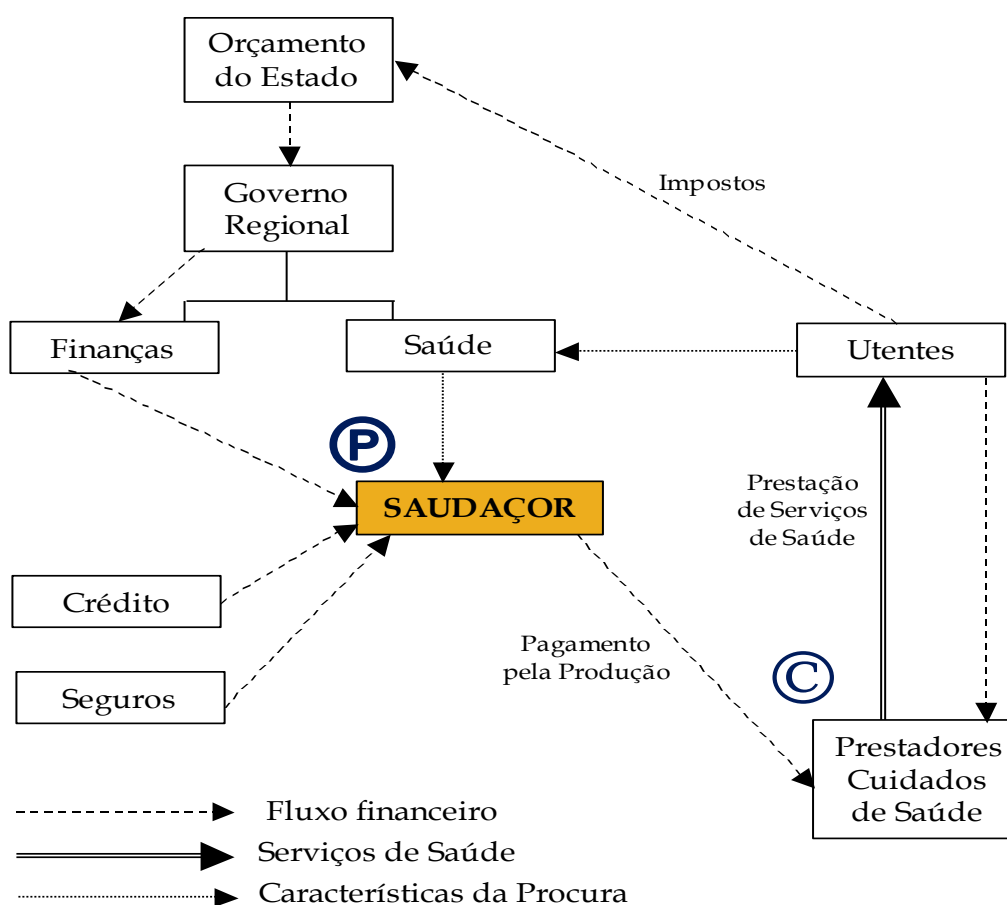 Orçamento
do Estado
Governo
Regional
Impostos
Finanças
Saúde
Utentes
P
SAUDAÇOR
Prestação
de Serviços
de Saúde
Crédito
Pagamento
pela Produção
©
Seguros
Prestadores
Cuidados
de Saúde
Fluxo financeiro
Serviços de Saúde
Características da Procura